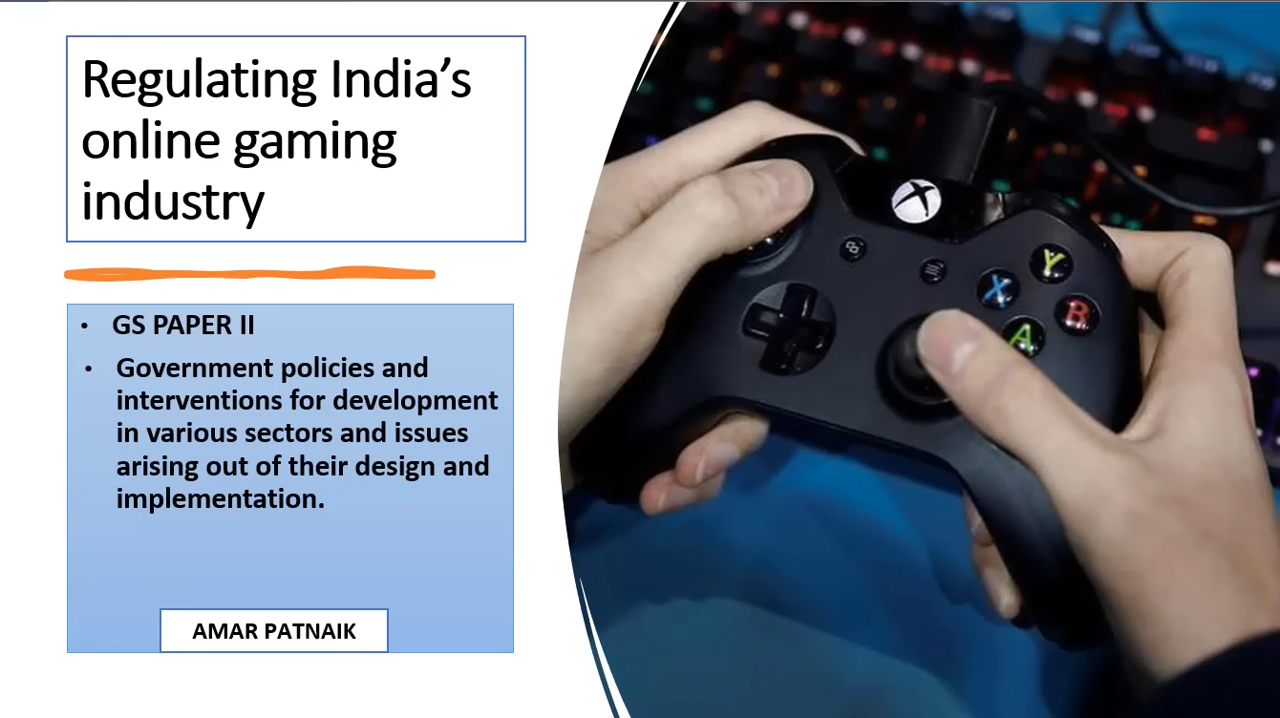 Regulating India’s
online gaming
industry
• GS PAPER II
• Government policies and
interventions for development
in various sectors and issues
arising out of their design and
implementation.
AMAR PATNAIK
Y
X
B
A